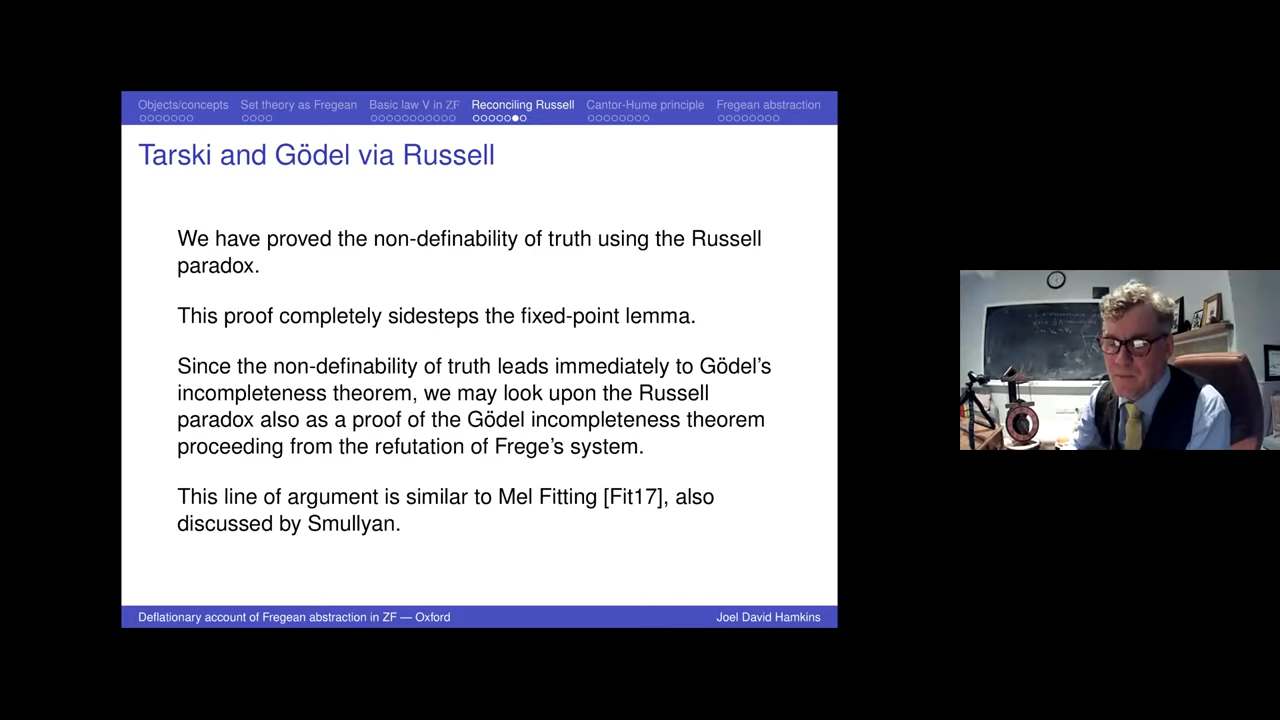 Objects/concepts Set theory as Fregean Basic law V in ZF Reconciling Russell Cantor-Hume principle Fregean abstraction
Tarski and Gödel via Russell
We have proved the non-definability of truth using the Russell
paradox.
This proof completely sidesteps the fixed-point lemma.
Since the non-definability of truth leads immediately to Gödel's
incompleteness theorem, we may look upon the Russell
paradox also as a proof of the Gödel incompleteness theorem
proceeding from the refutation of Frege's system.
This line of argument is similar to Mel Fitting [Fit17], also
discussed by Smullyan.
Deflationary account of Fregean abstraction in ZF — Oxford Joel David Hamkins